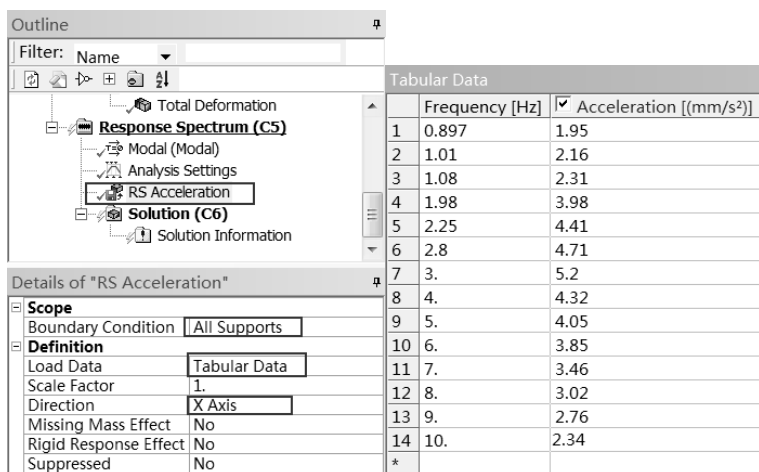 Outline
Filter: Name
Total Deformation
Response Spectrum (C5)
Modal (Modal)
Analysis Settings
RS Acceleration
Solution (C6)
Solution Information
Details of "RS Acceleration"
Scope
Boundary Condition All Supports
Definition
Load Data Tabular Data
Scale Factor 1.
Direction X Axis
Missing Mass Effect No
Rigid Response Effect No
Suppressed No
Tabular Data
Frequency [Hz] Acceleration [(mm/s²)]
1 0.897 1.95
2 1.01 2.16
3 1.08 2.31
4 1.98 3.98
5 2.25 4.41
6 2.8 4.71
7 3. 5.2
8 4. 4.32
9 5. 4.05
10 6. 3.85
11 7. 3.46
12 8. 3.02
13 9. 2.76
14 10. 2.34
*